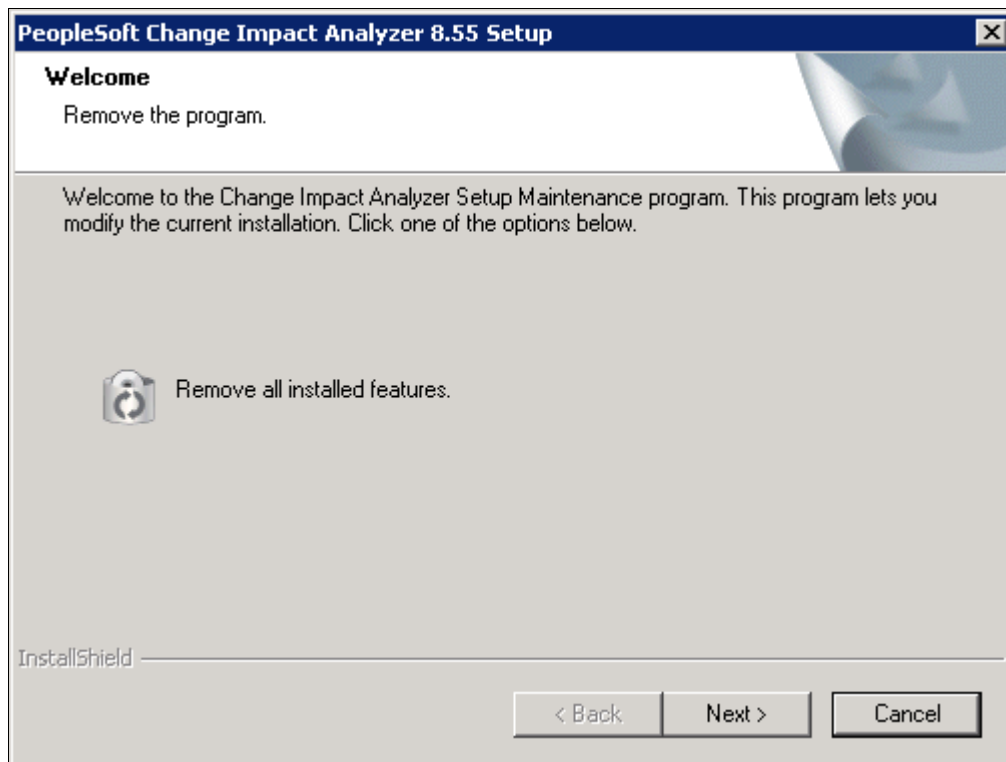 PeopleSoft Change Impact Analyzer 8.55 Setup
Welcome
Remove the program.
Welcome to the Change Impact Analyzer Setup Maintenance program. This program lets you
modify the current installation. Click one of the options below.
Remove all installed features.
InstallShield
< Back
Next >
Cancel